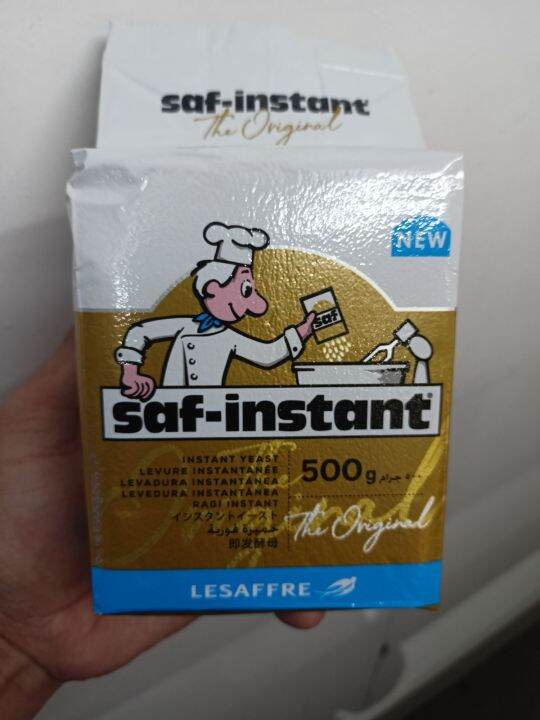 saf-instant
The Original
NEW
saf
saf-instant®
INSTANT YEAST
LEVURE INSTANTANÉE
LEVADURA INSTANTÁNEA
LEVEDURA INSTANTÂNEA
RAGI INSTANT
インスタントイースト
خميرة فورية
即发酵母
500g ٥٠٠ جرام
The Original
LESAFFRE